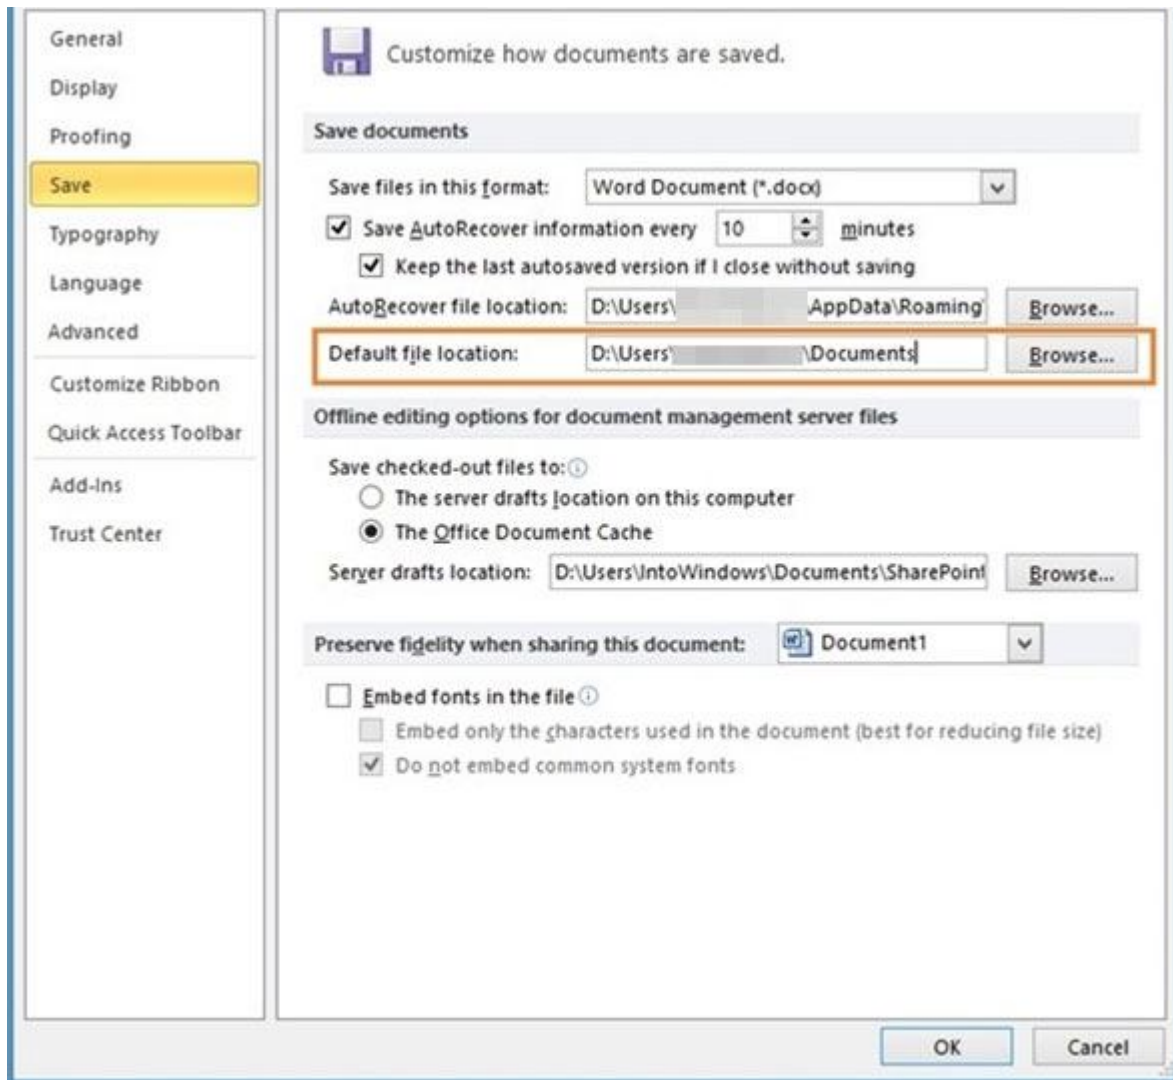 General
Display
Proofing
Save
Typography
Language
Advanced
Customize Ribbon
Quick Access Toolbar
Add-Ins
Trust Center
Customize how documents are saved.
Save documents
Save files in this format: Word Document (*.docx)
Save AutoRecover information every 10 minutes
Keep the last autosaved version if I close without saving
AutoRecover file location: D:\Users\ AppData\Roaming Browse...
Default file location: D:\Users \Documents Browse...
Offline editing options for document management server files
Save checked-out files to:
The server drafts location on this computer
The Office Document Cache
Server drafts location: D:\Users\IntoWindows\Documents\SharePoint Browse...
Preserve fidelity when sharing this document: Document1
Embed fonts in the file
Embed only the characters used in the document (best for reducing file size)
Do not embed common system fonts
OK Cancel